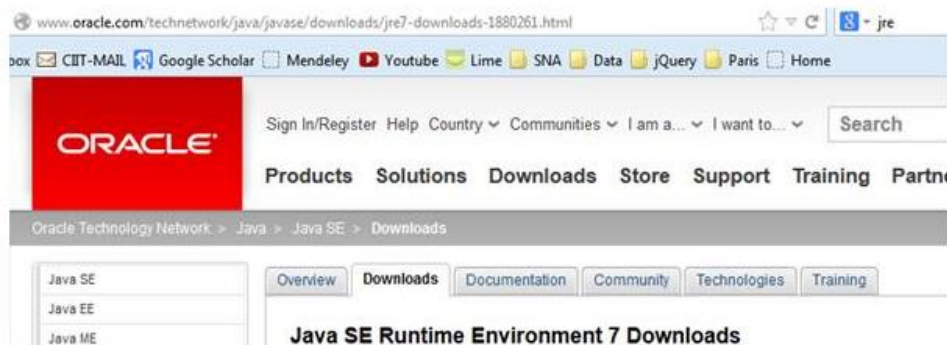 www.oracle.com/technetwork/java/javase/downloads/jre7-downloads-1880261.html 8 jre
box CIIT-MAIL Google Scholar Mendeley Youtube Lime SNA Data jQuery Paris Home
ORACLE
Sign In/Register Help Country Communities I am a... I want to... Search
Products Solutions Downloads Store Support Training Partne
Oracle Technology Network > Java > Java SE > Downloads
Java SE
Java EE
Java ME
Overview Downloads Documentation Community Technologies Training
Java SE Runtime Environment 7 Downloads